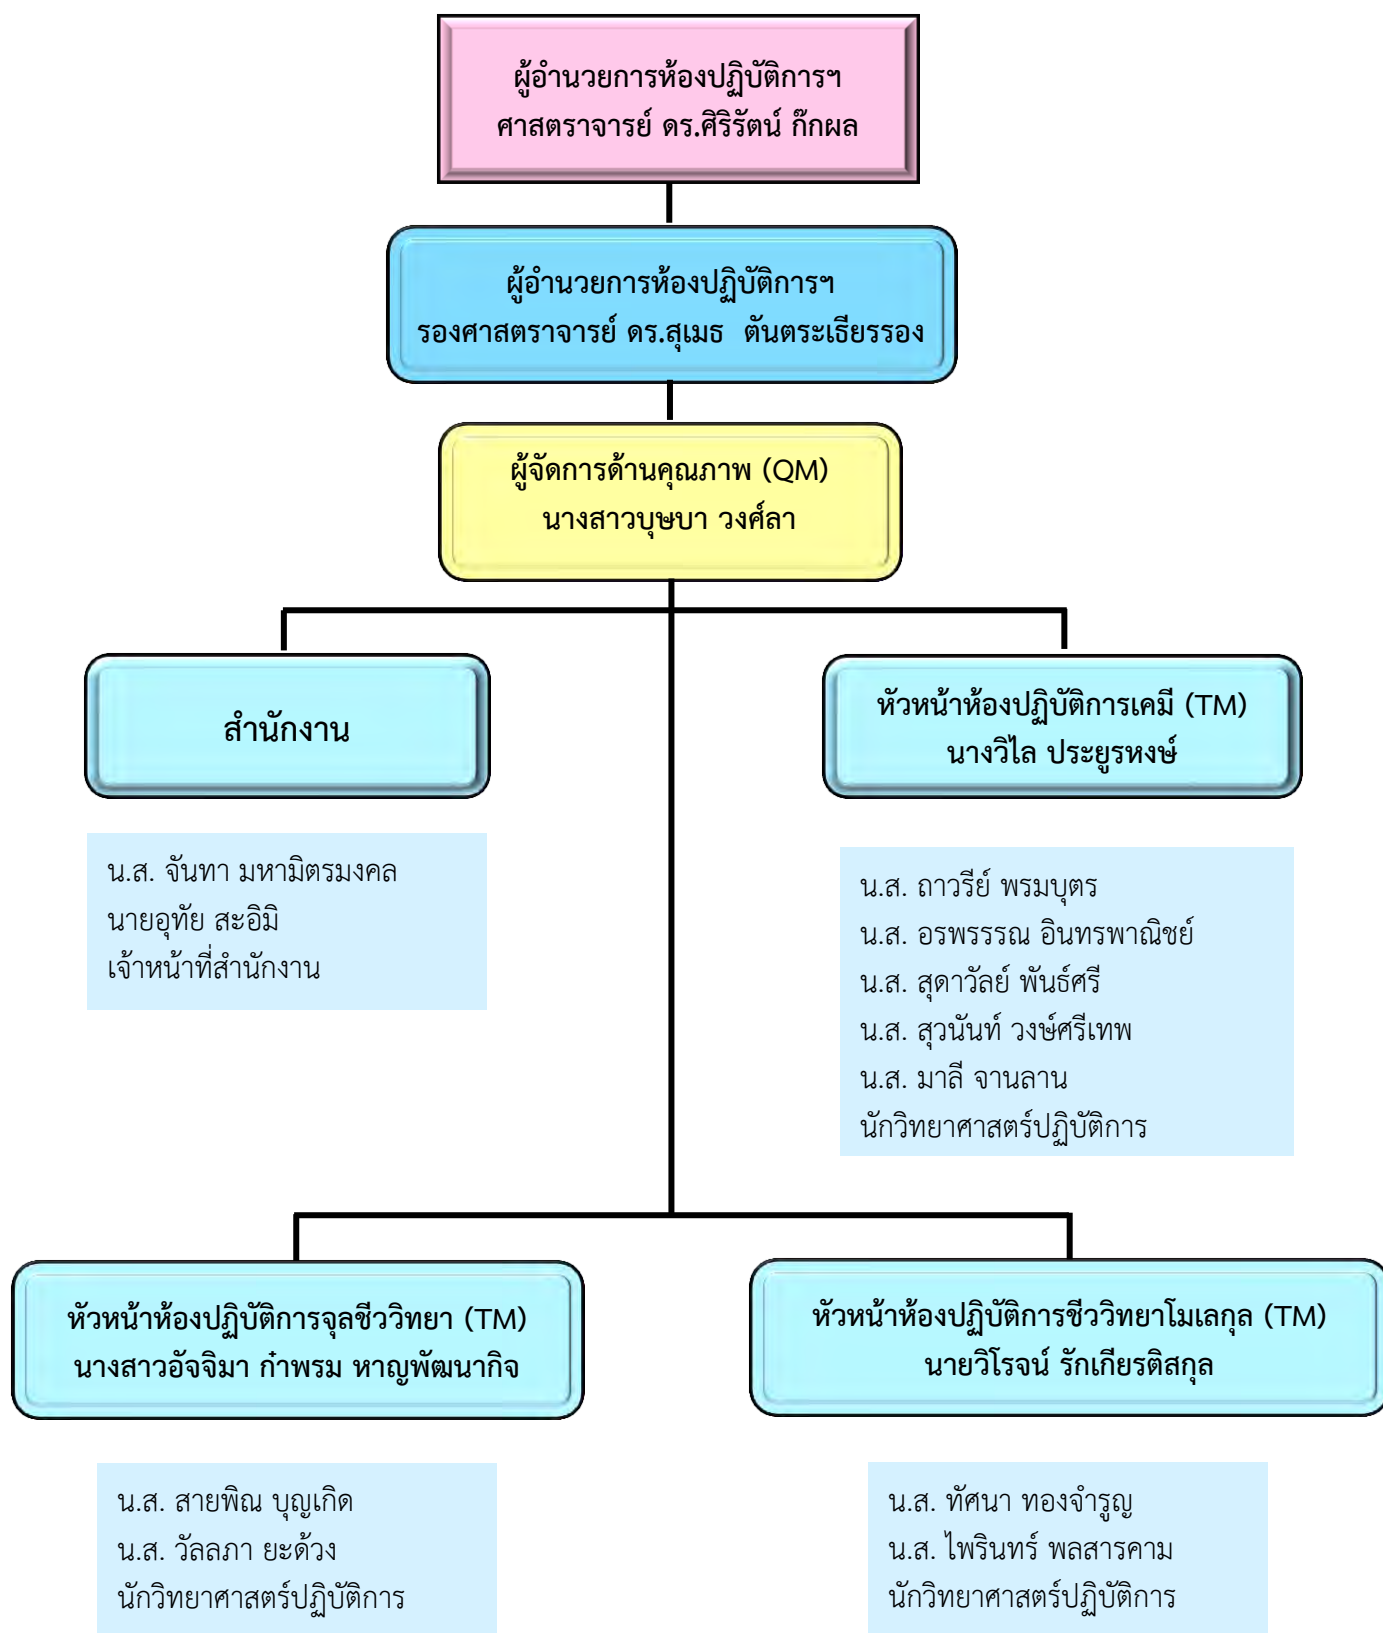 ผู้อำนวยการห้องปฏิบัติการฯ
ศาสตราจารย์ ดร.ศิริรัตน์ ก๊กผล
ผู้อำนวยการห้องปฏิบัติการฯ
รองศาสตราจารย์ ดร.สุเมธ ตันตระเธียรรอง
ผู้จัดการด้านคุณภาพ (QM)
นางสาวบุษบา วงศ์ลา
สำนักงาน
น.ส. จันทา มหามิตรมงคล
นายอุทัย สะอิมิ
เจ้าหน้าที่สำนักงาน
หัวหน้าห้องปฏิบัติการเคมี (TM)
นางวิไล ประยูรหงษ์
น.ส. ถาวรีย์ พรมบุตร
น.ส. อรพรรรณ อินทรพาณิชย์
น.ส. สุดาวัลย์ พันธ์ศรี
น.ส. สุวนันท์ วงษ์ศรีเทพ
น.ส. มาลี จานลาน
นักวิทยาศาสตร์ปฏิบัติการ
หัวหน้าห้องปฏิบัติการจุลชีววิทยา (TM)
นางสาวอัจจิมา ก๋าพรม หาญพัฒนากิจ
น.ส. สายพิณ บุญเกิด
น.ส. วัลลภา ยะด้วง
นักวิทยาศาสตร์ปฏิบัติการ
หัวหน้าห้องปฏิบัติการชีววิทยาโมเลกุล (TM)
นายวิโรจน์ รักเกียรติสกุล
น.ส. ทัศนา ทองจำรูญ
น.ส. ไพรินทร์ พลสารคาม
นักวิทยาศาสตร์ปฏิบัติการ